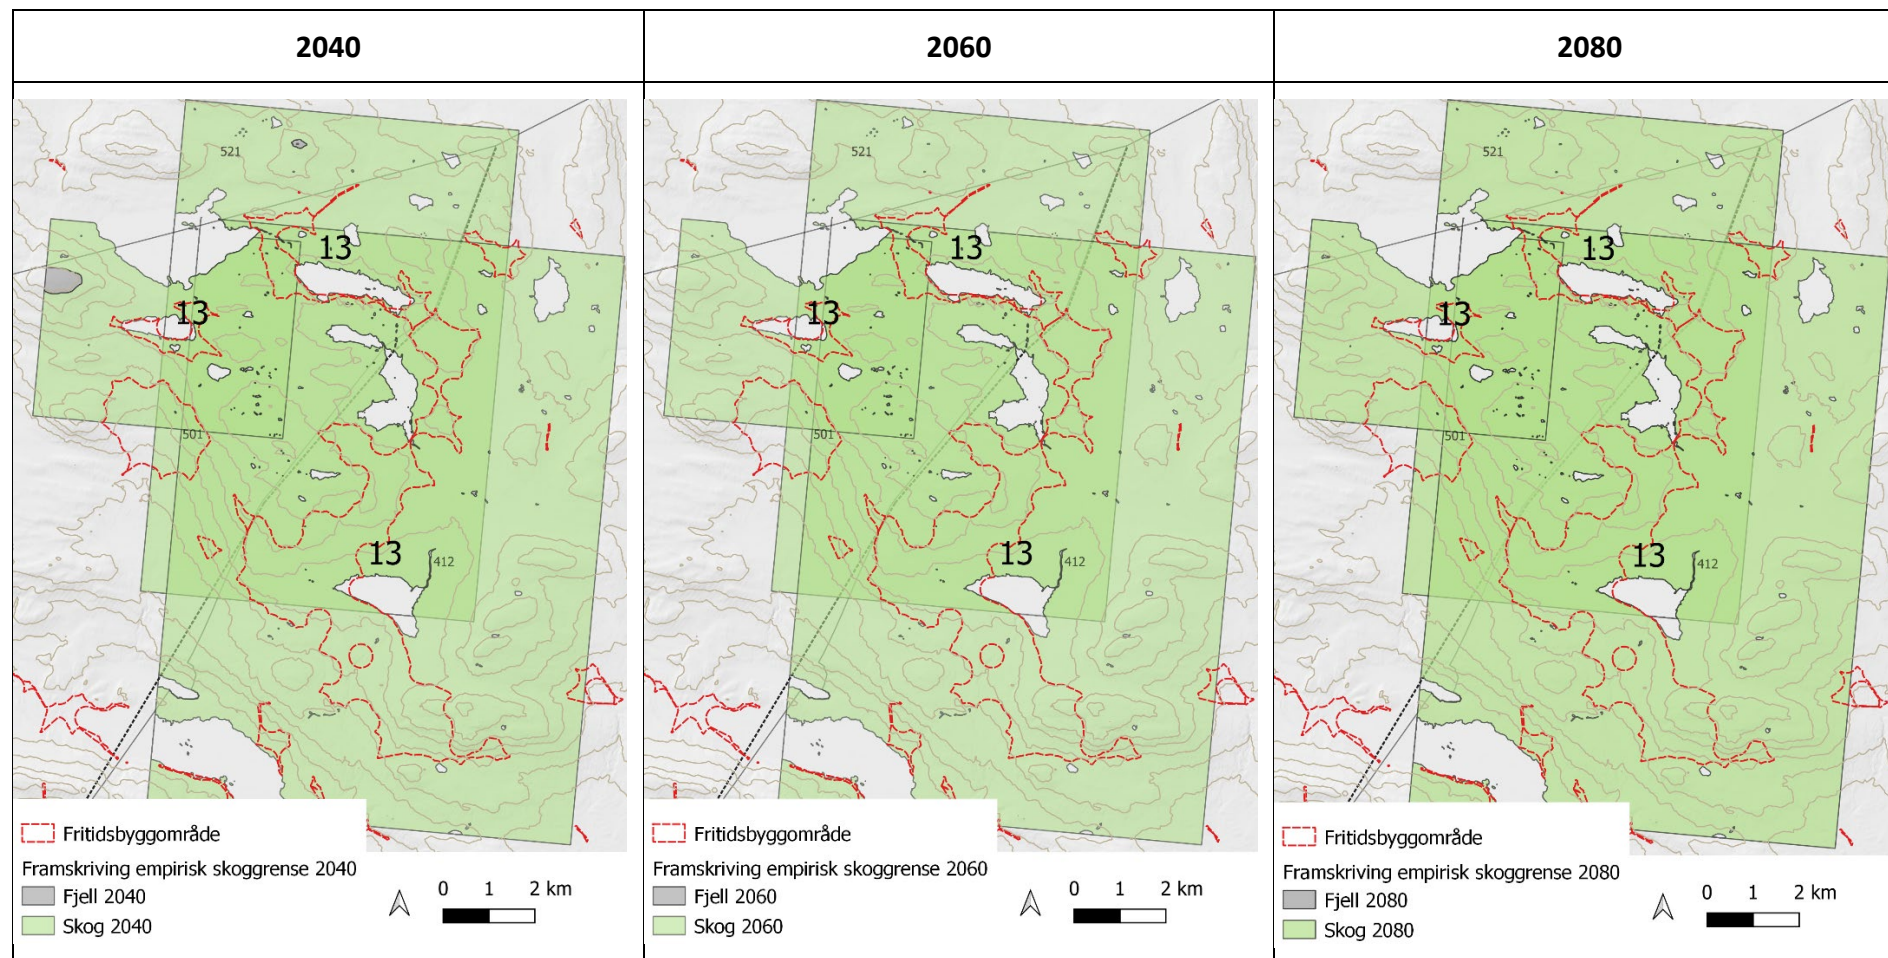 2040
2060
2080
521
13
13
501
13
412
Fritidsbyggområde
Framskriving empirisk skoggrense 2040
Fjell 2040
Skog 2040
0 1 2 km
521
13
13
501
13
412
Fritidsbyggområde
Framskriving empirisk skoggrense 2060
Fjell 2060
Skog 2060
0 1 2 km
521
13
13
501
13
412
Fritidsbyggområde
Framskriving empirisk skoggrense 2080
Fjell 2080
Skog 2080
0 1 2 km